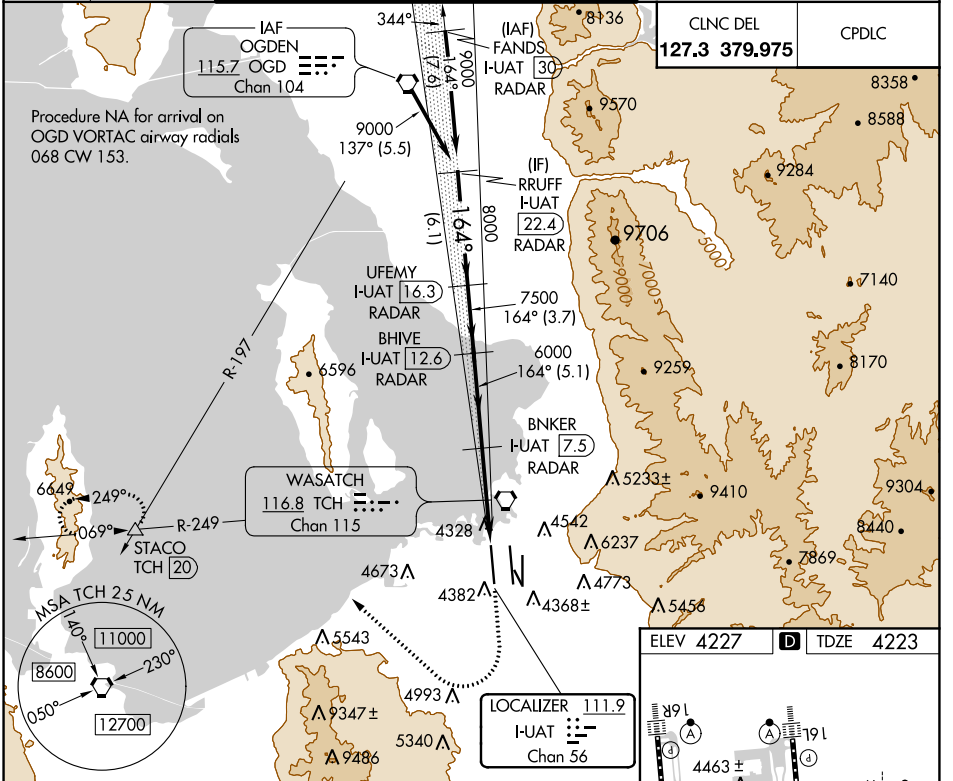 CLNC DEL
127.3 379.975
CPDLC
IAF
OGDEN
115.7 OGD
Chan 104
Procedure NA for arrival on
OGD VORTAC airway radials
068 CW 153.
344°
9000
164°
(7.6)
(IAF)
FANDS
I-UAT 30
RADAR
8136
8358
9570
8588
9000
137° (5.5)
9284
(IF)
RRUFF
I-UAT
22.4
RADAR
164°
8000
(6.1)
9706
5000
9000
7000
7140
UFEMY
I-UAT 16.3
RADAR
7500
164° (3.7)
BHIVE
I-UAT 12.6
RADAR
6000
164° (5.1)
R-197
6596
9259
8170
BNKER
I-UAT 7.5
RADAR
5233±
9410
9304
WASATCH
116.8 TCH
Chan 115
6649
249°
069°
R-249
STACO
TCH 20
4328
4542
6237
8440
7869
4673
4382
4773
4368±
5456
MSA TCH 25 NM
140°
11000
8600
230°
050°
12700
5543
4993
9347±
5340
9486
LOCALIZER 111.9
I-UAT
Chan 56
ELEV 4227
D
TDZE 4223
16R
A
A
16L
P
P
4463±